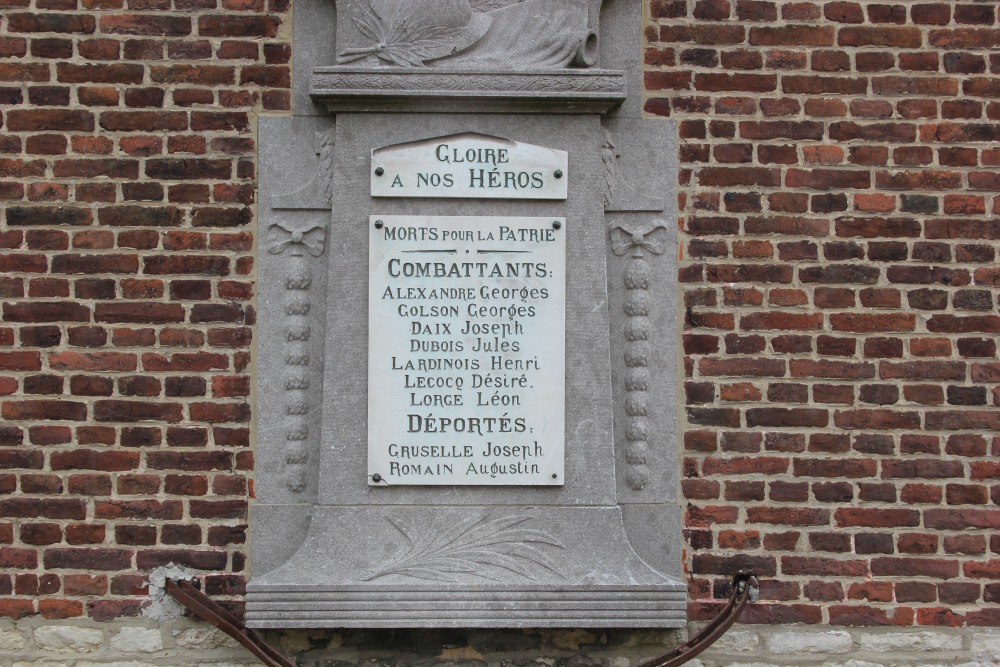 GLOIRE
A NOS HÉROS
MORTS POUR LA PATRIE
COMBATTANTS:
ALEXANDRE GEORGES
COLSON GEORGES
DAIX JOSEPH
DUBOIS JULES
LARDINOIS HENRI
LECOCQ DÉSIRÉ.
LORGE LÉON
DÉPORTÉS:
GRUSELLE JOSEPH
ROMAIN AUGUSTIN